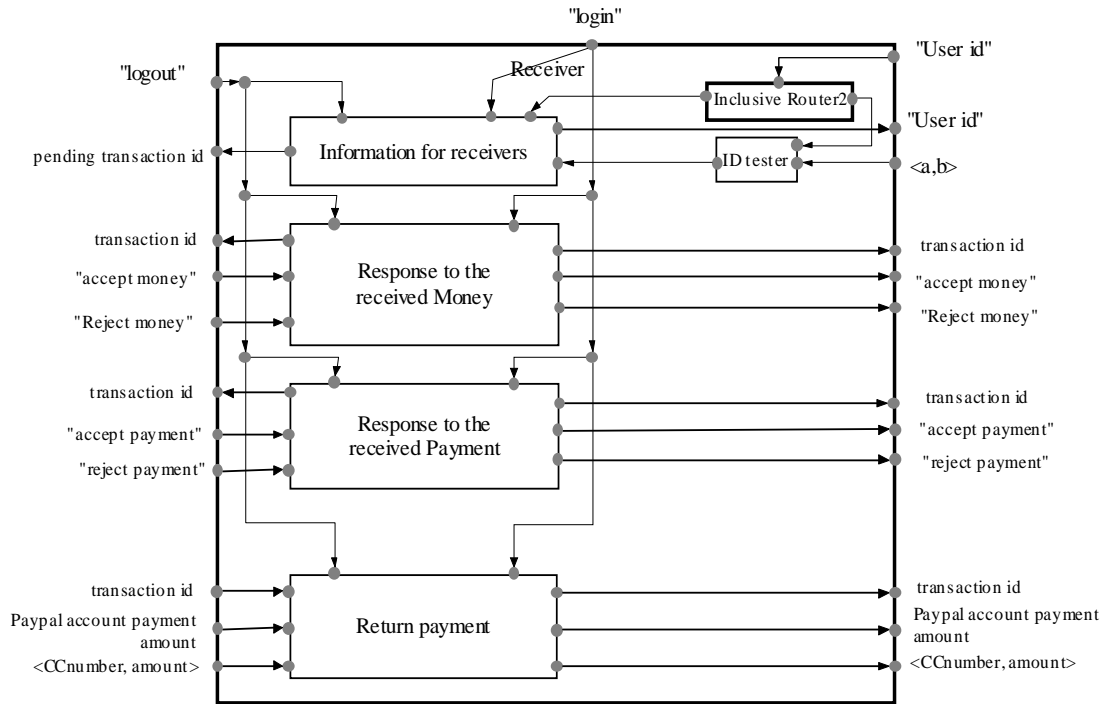 "login"
"User id"
"logout"
Receiver
Inclusive Router2
"User id"
Information for receivers
pending transaction id
ID tester
<a,b>
transaction id
Response to the
received Money
transaction id
"accept money"
"accept money"
"Reject money"
"Reject money"
transaction id
Response to the
received Payment
transaction id
"accept payment"
"accept payment"
"reject payment"
"reject payment"
transaction id
transaction id
Paypal account payment
amount
Return payment
Paypal account payment
amount
<CCnumber, amount>
<CCnumber, amount>